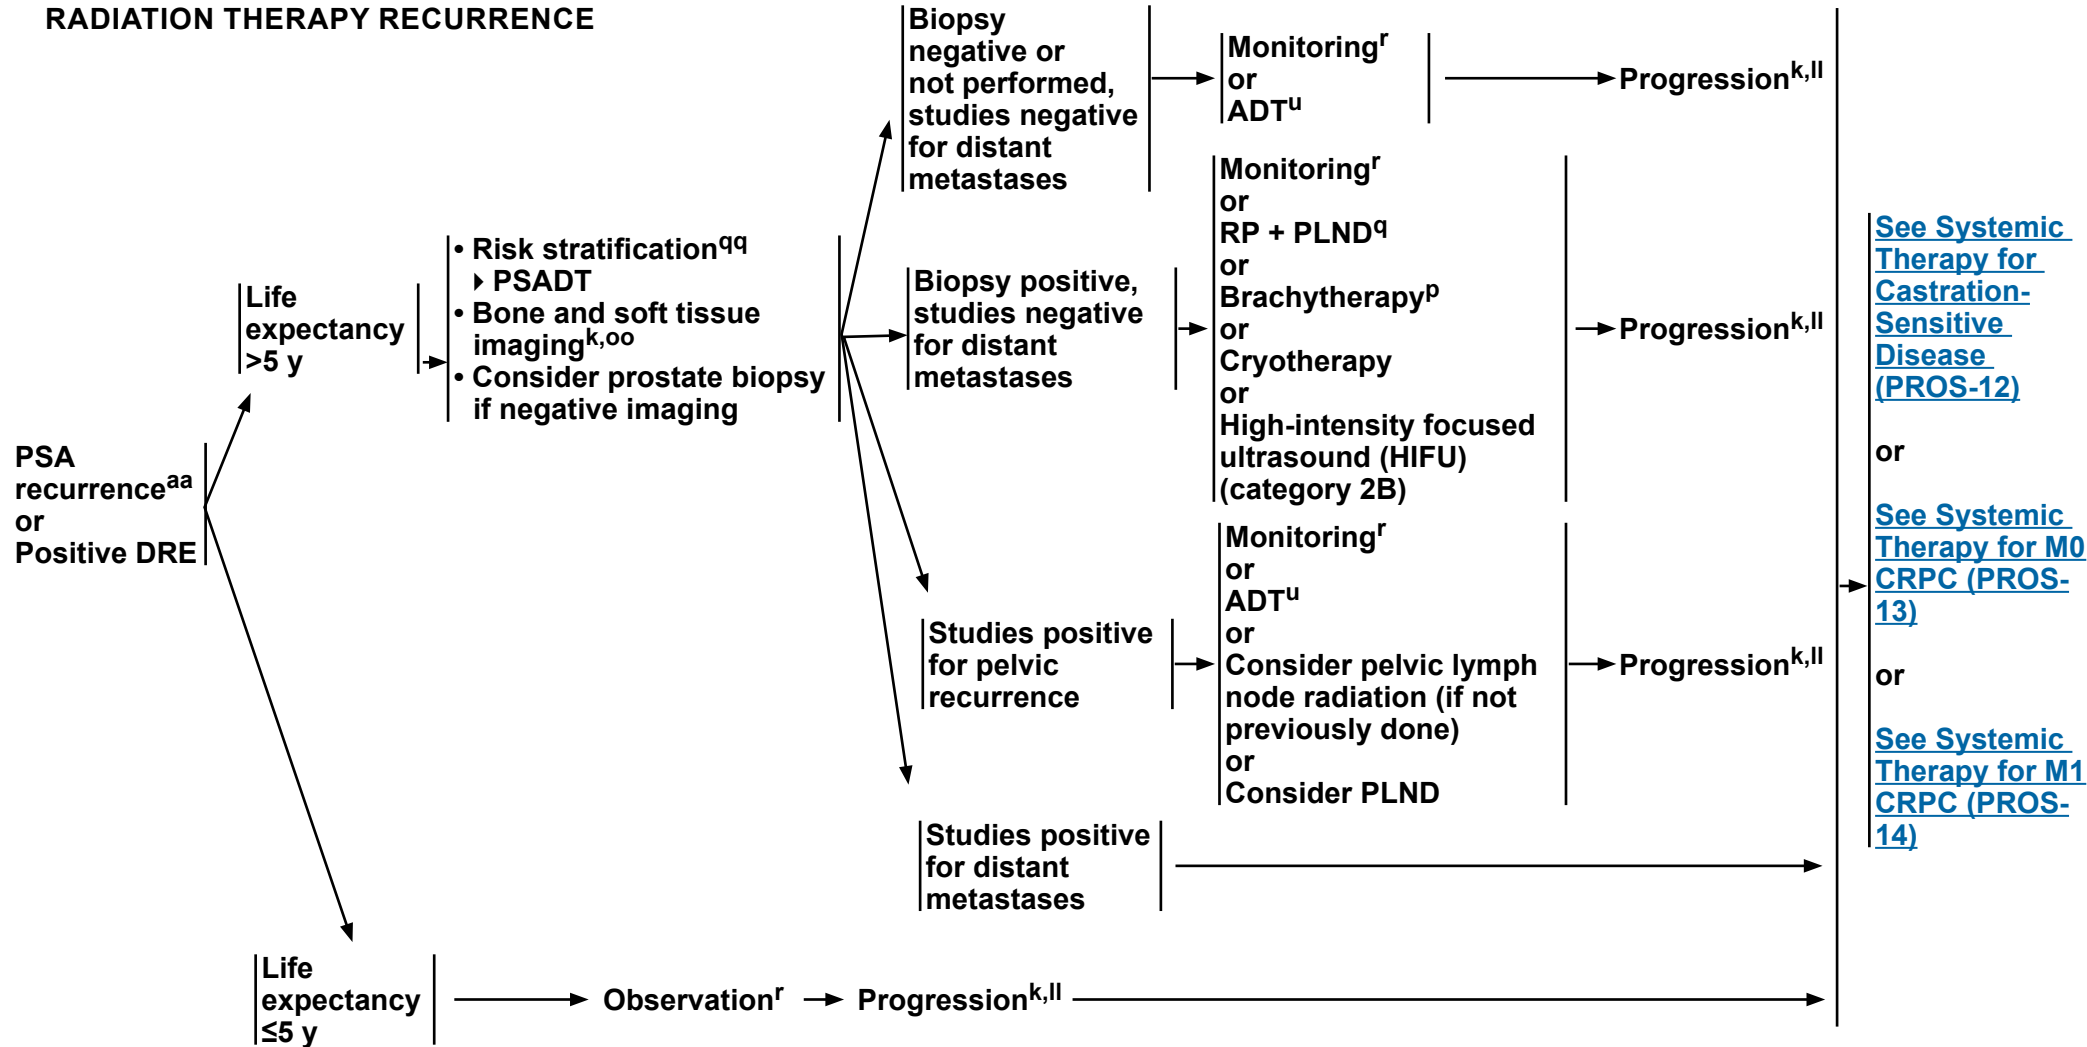 RADIATION THERAPY RECURRENCE
PSA
recurrenceaa
or
Positive DRE
Life
expectancy
>5 y
• Risk stratificationqq
▸ PSADT
• Bone and soft tissue
imagingk,oo
• Consider prostate biopsy
if negative imaging
Biopsy
negative or
not performed,
studies negative
for distant
metastases
Monitoringr
or
ADTu
Progressionk,ll
Biopsy positive,
studies negative
for distant
metastases
Monitoringr
or
RP + PLNDq
or
Brachytherapyp
or
Cryotherapy
or
High-intensity focused
ultrasound (HIFU)
(category 2B)
Progressionk,ll
Studies positive
for pelvic
recurrence
Monitoringr
or
ADTu
or
Consider pelvic lymph
node radiation (if not
previously done)
or
Consider PLND
Progressionk,ll
Studies positive
for distant
metastases
Life
expectancy
≤5 y
Observationr
Progressionk,ll
See Systemic
Therapy for
Castration-
Sensitive
Disease
(PROS-12)
or
See Systemic
Therapy for M0
CRPC (PROS-
13)
or
See Systemic
Therapy for M1
CRPC (PROS-
14)